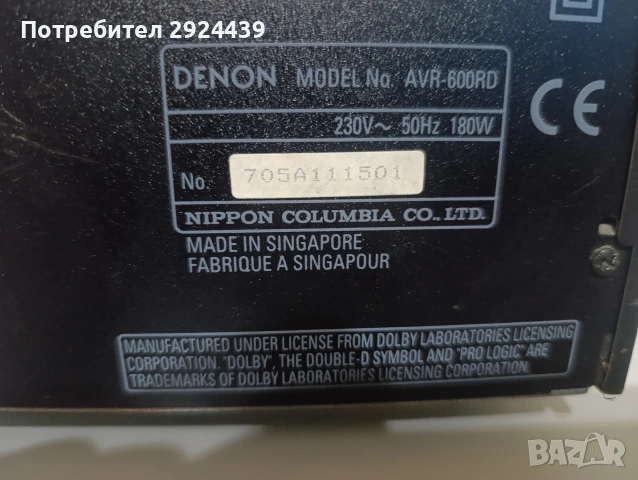 Потребител 2924439
DENON MODEL No. AVR-600RD
230V~ 50Hz 180W
CE
No. 705A111501
NIPPON COLUMBIA CO., LTD.
MADE IN SINGAPORE
FABRIQUE A SINGAPOUR
MANUFACTURED UNDER LICENSE FROM DOLBY LABORATORIES LICENSING
CORPORATION. "DOLBY", THE DOUBLE-D SYMBOL AND "PRO LOGIC" ARE
TRADEMARKS OF DOLBY LABORATORIES LICENSING CORPORATION.
BAZAR